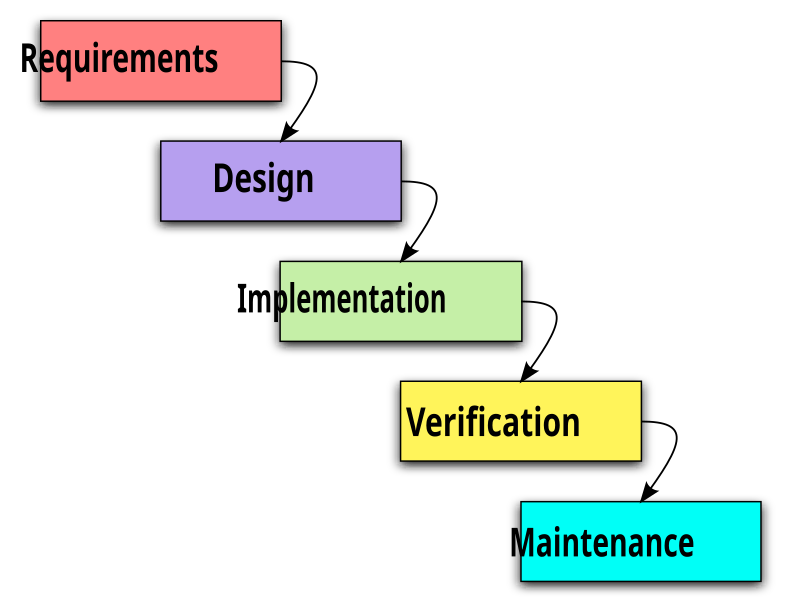 Requirements
Design
Implementation
Verification
Maintenance